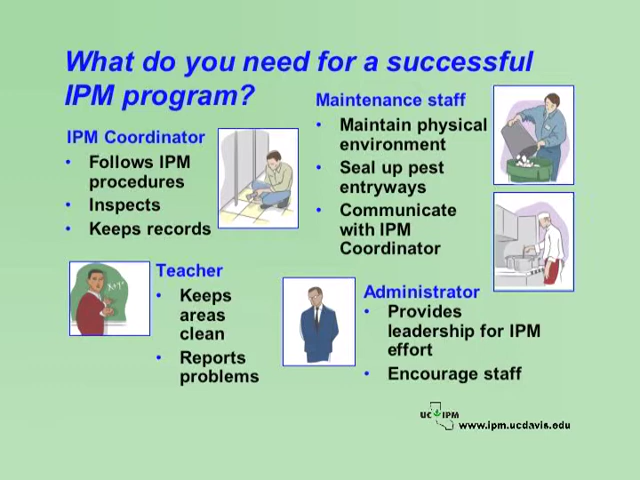 What do you need for a successful
IPM program?
IPM Coordinator
• Follows IPM
procedures
• Inspects
• Keeps records
Maintenance staff
• Maintain physical
environment
• Seal up pest
entryways
• Communicate
with IPM
Coordinator
Teacher
• Keeps
areas
clean
• Reports
problems
Administrator
• Provides
leadership for IPM
effort
• Encourage staff
UC IPM
www.ipm.ucdavis.edu